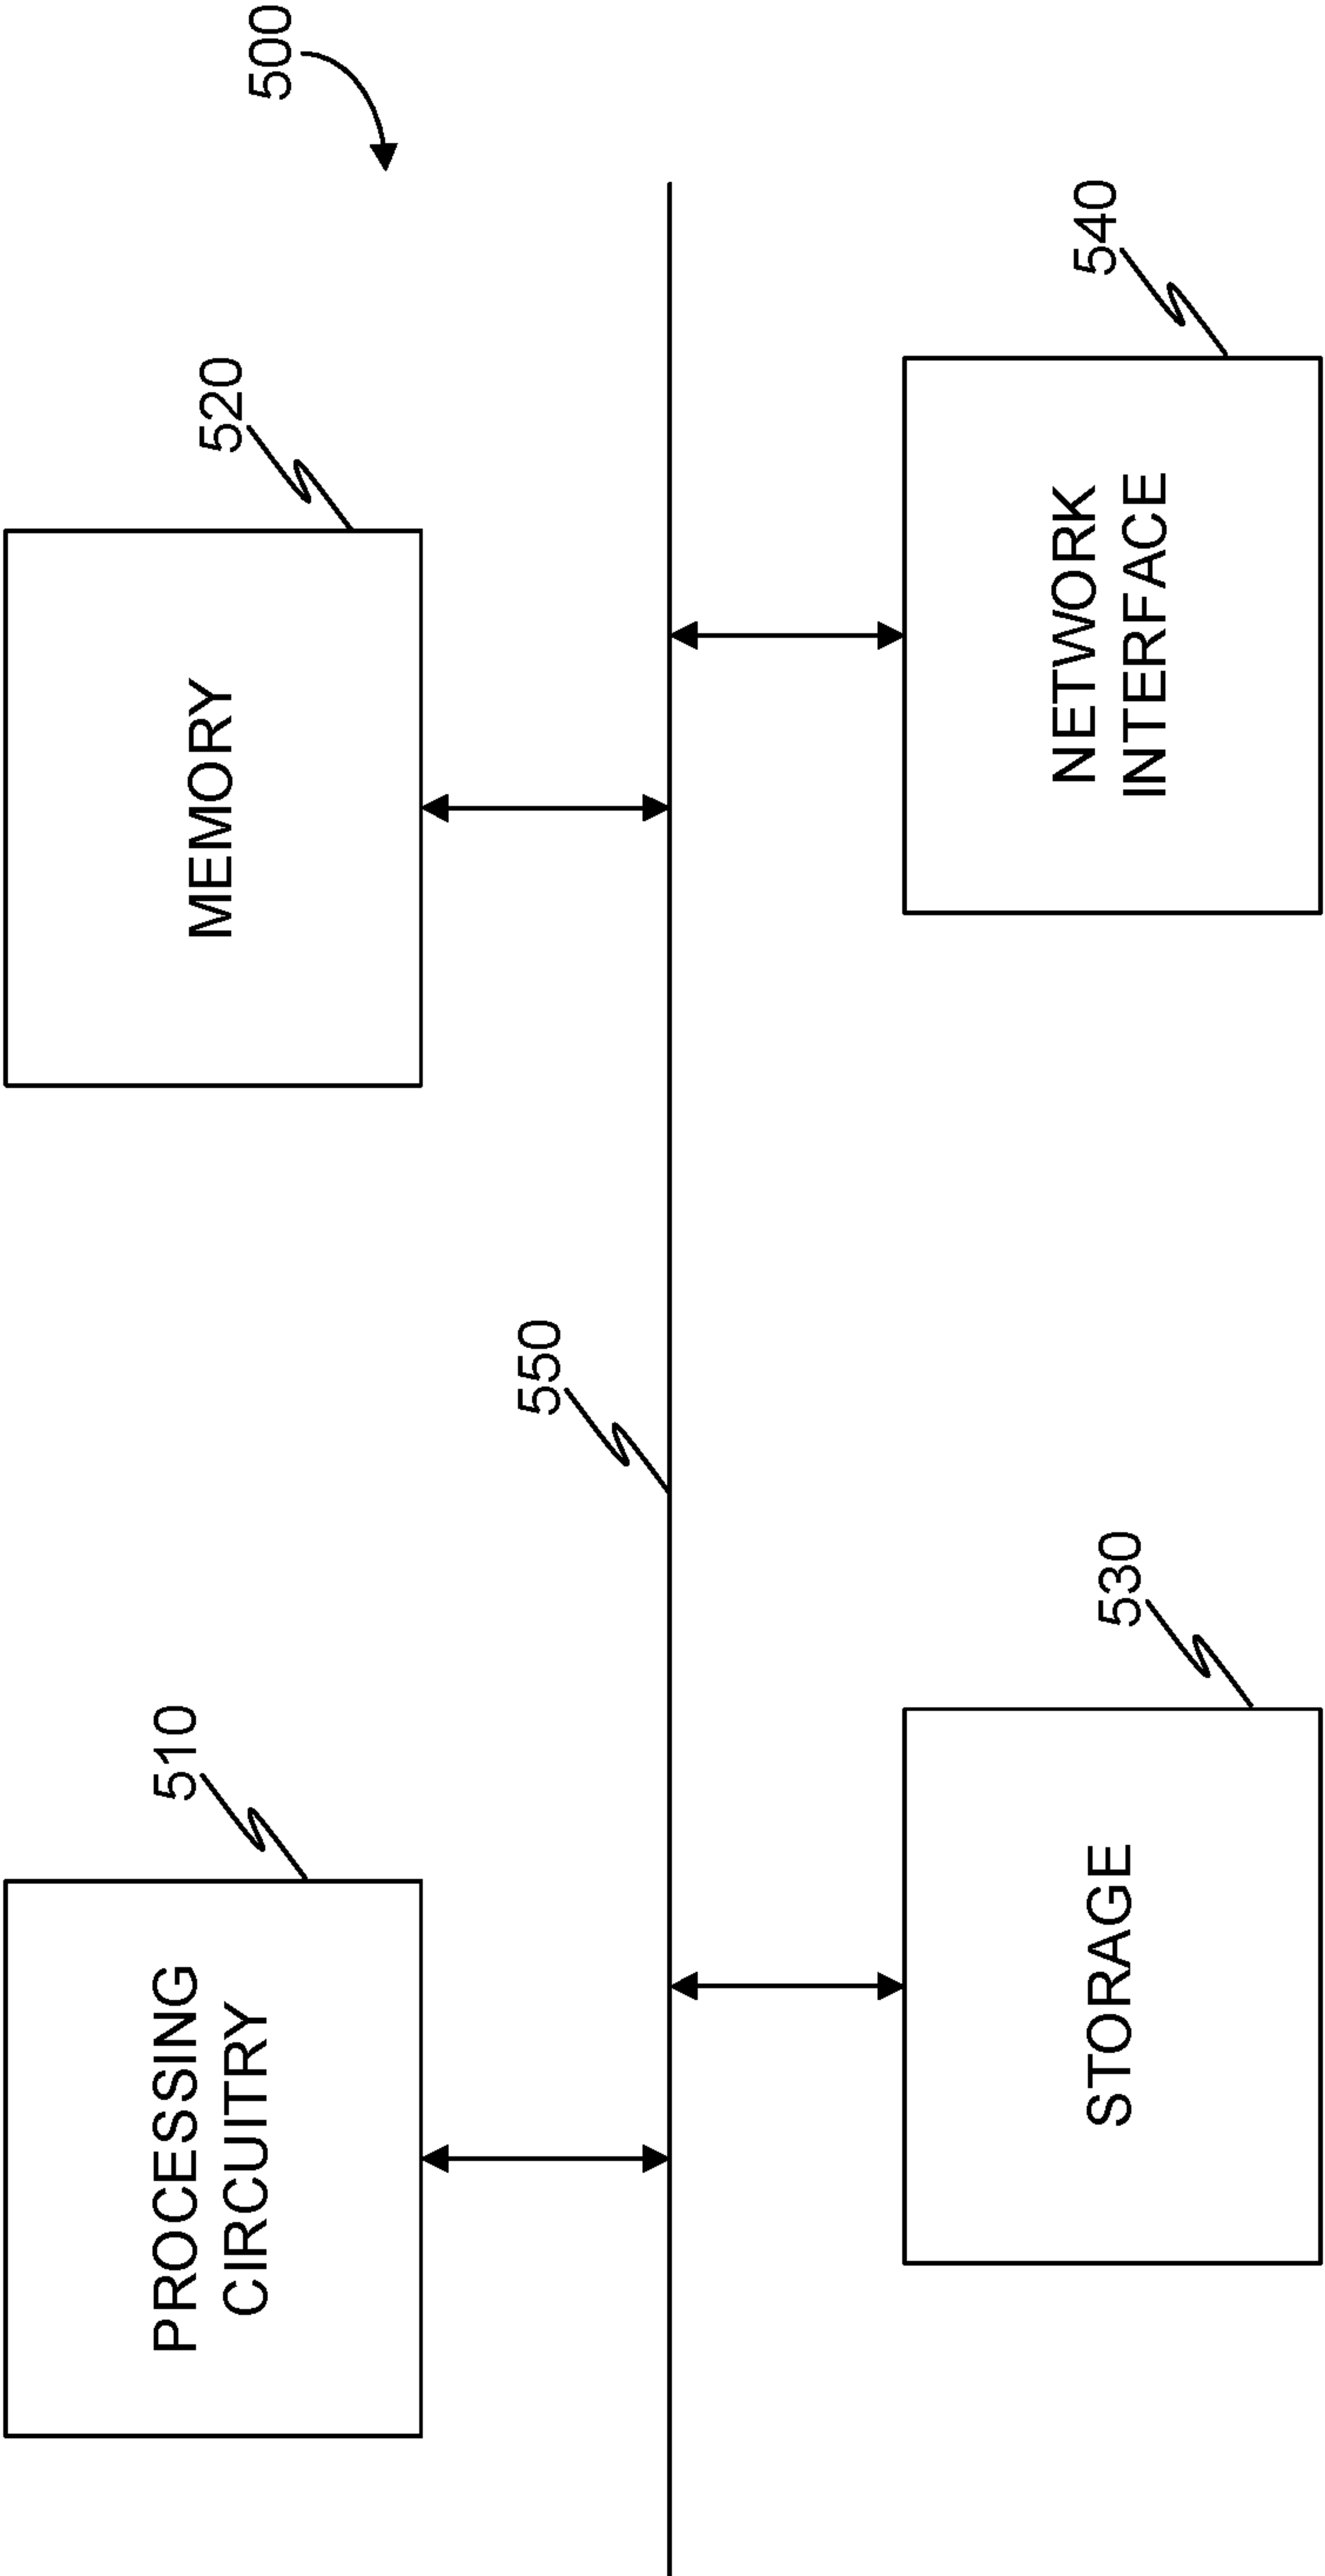 500
PROCESSING
CIRCUITRY
510
MEMORY
520
550
STORAGE
530
NETWORK
INTERFACE
540